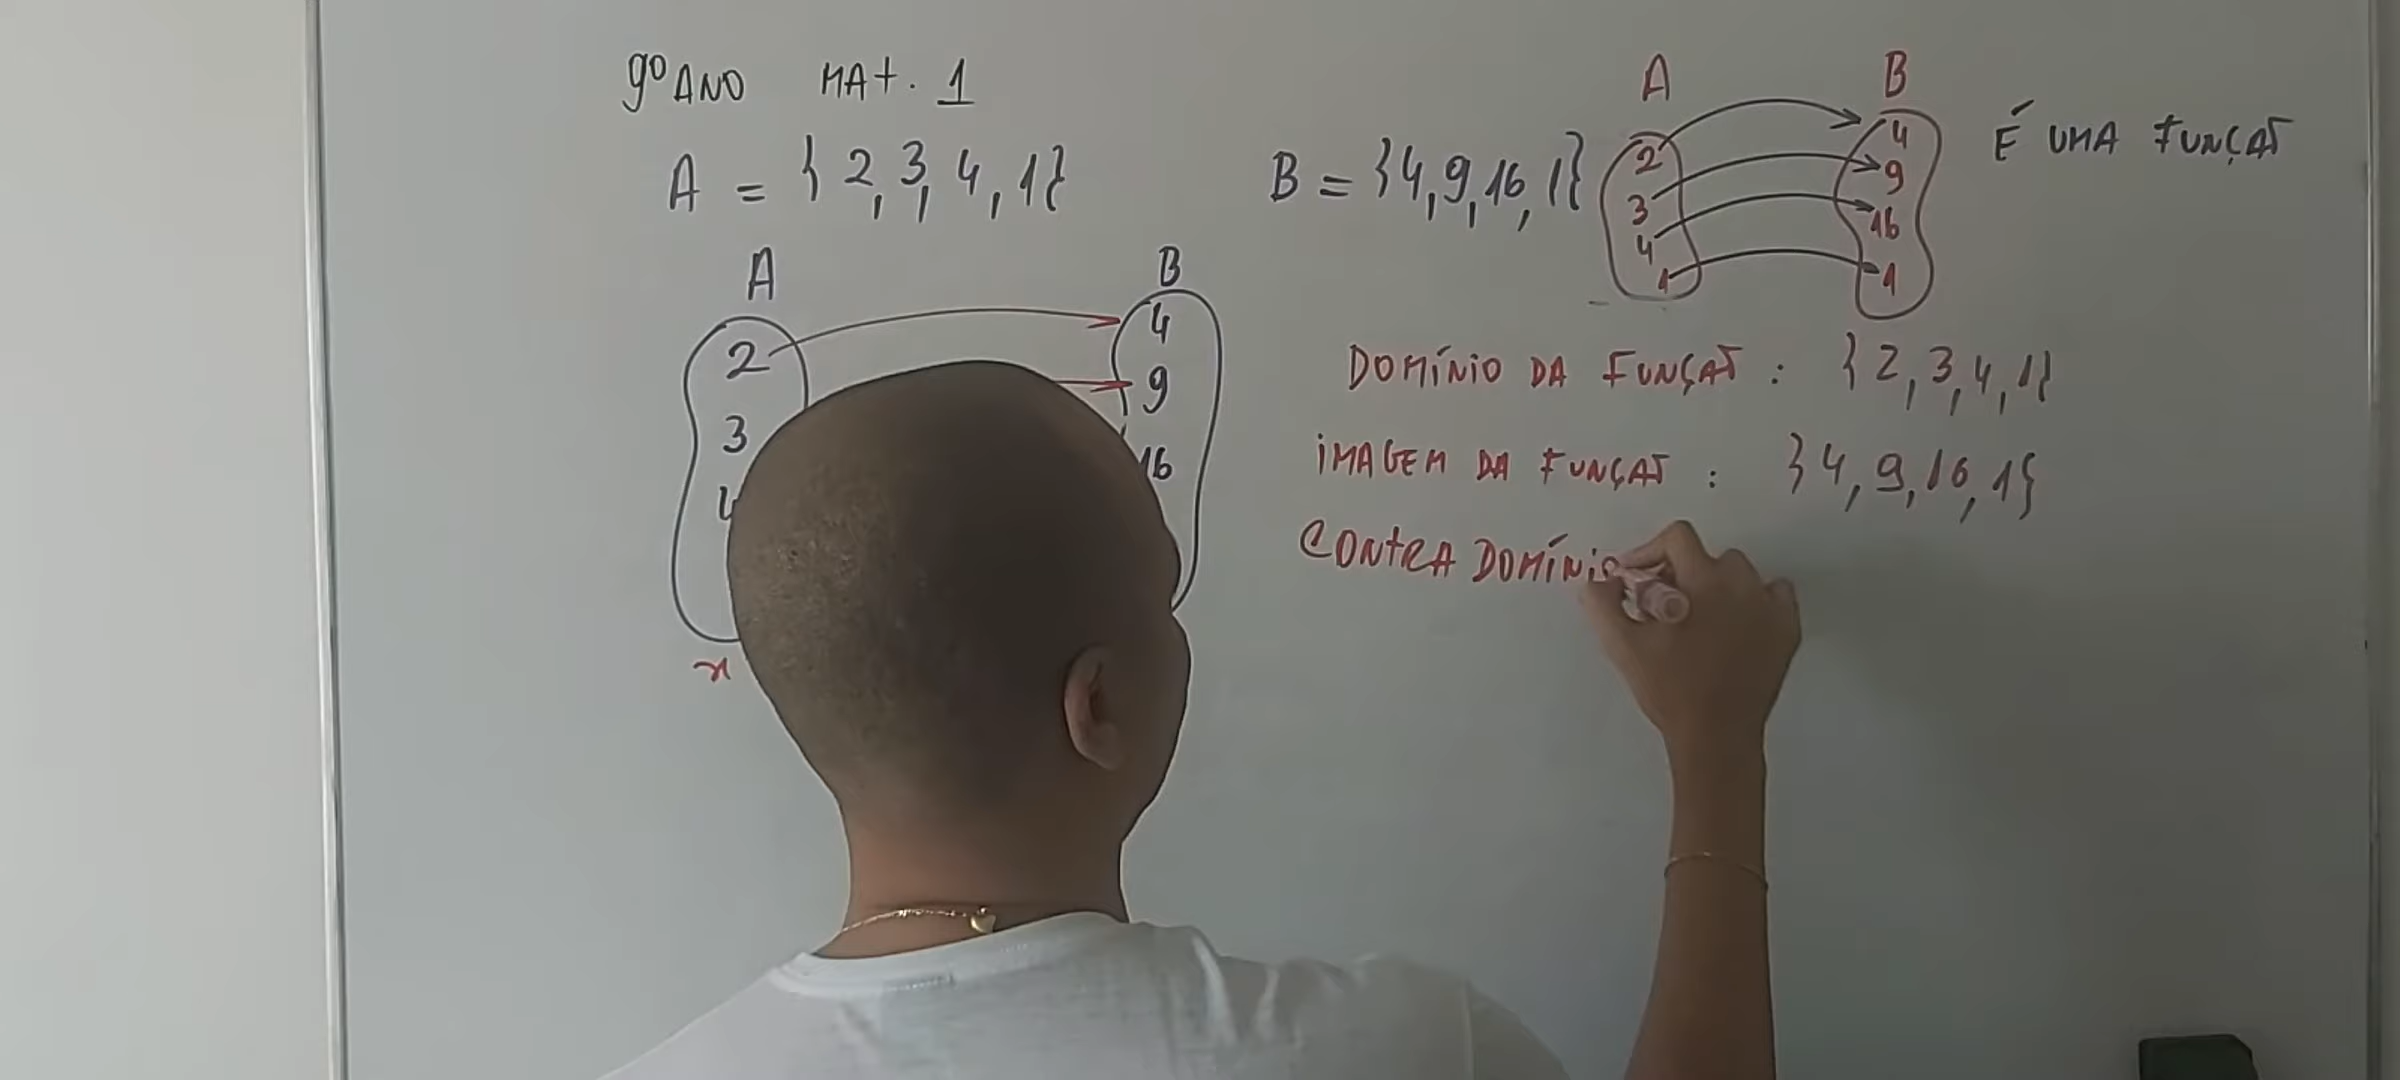 9º ANO MAT. 1
A = { 2, 3, 4, 1}
B = {4, 9, 16, 1}
A
2
3
4
1
B
4
9
16
1
É UMA FUNÇÃO
A
2
3
4
x
B
4
9
16
DOMÍNIO DA FUNÇÃO : { 2, 3, 4, 1}
IMAGEM DA FUNÇÃO : {4, 9, 16, 1}
CONTRA DOMÍNIO